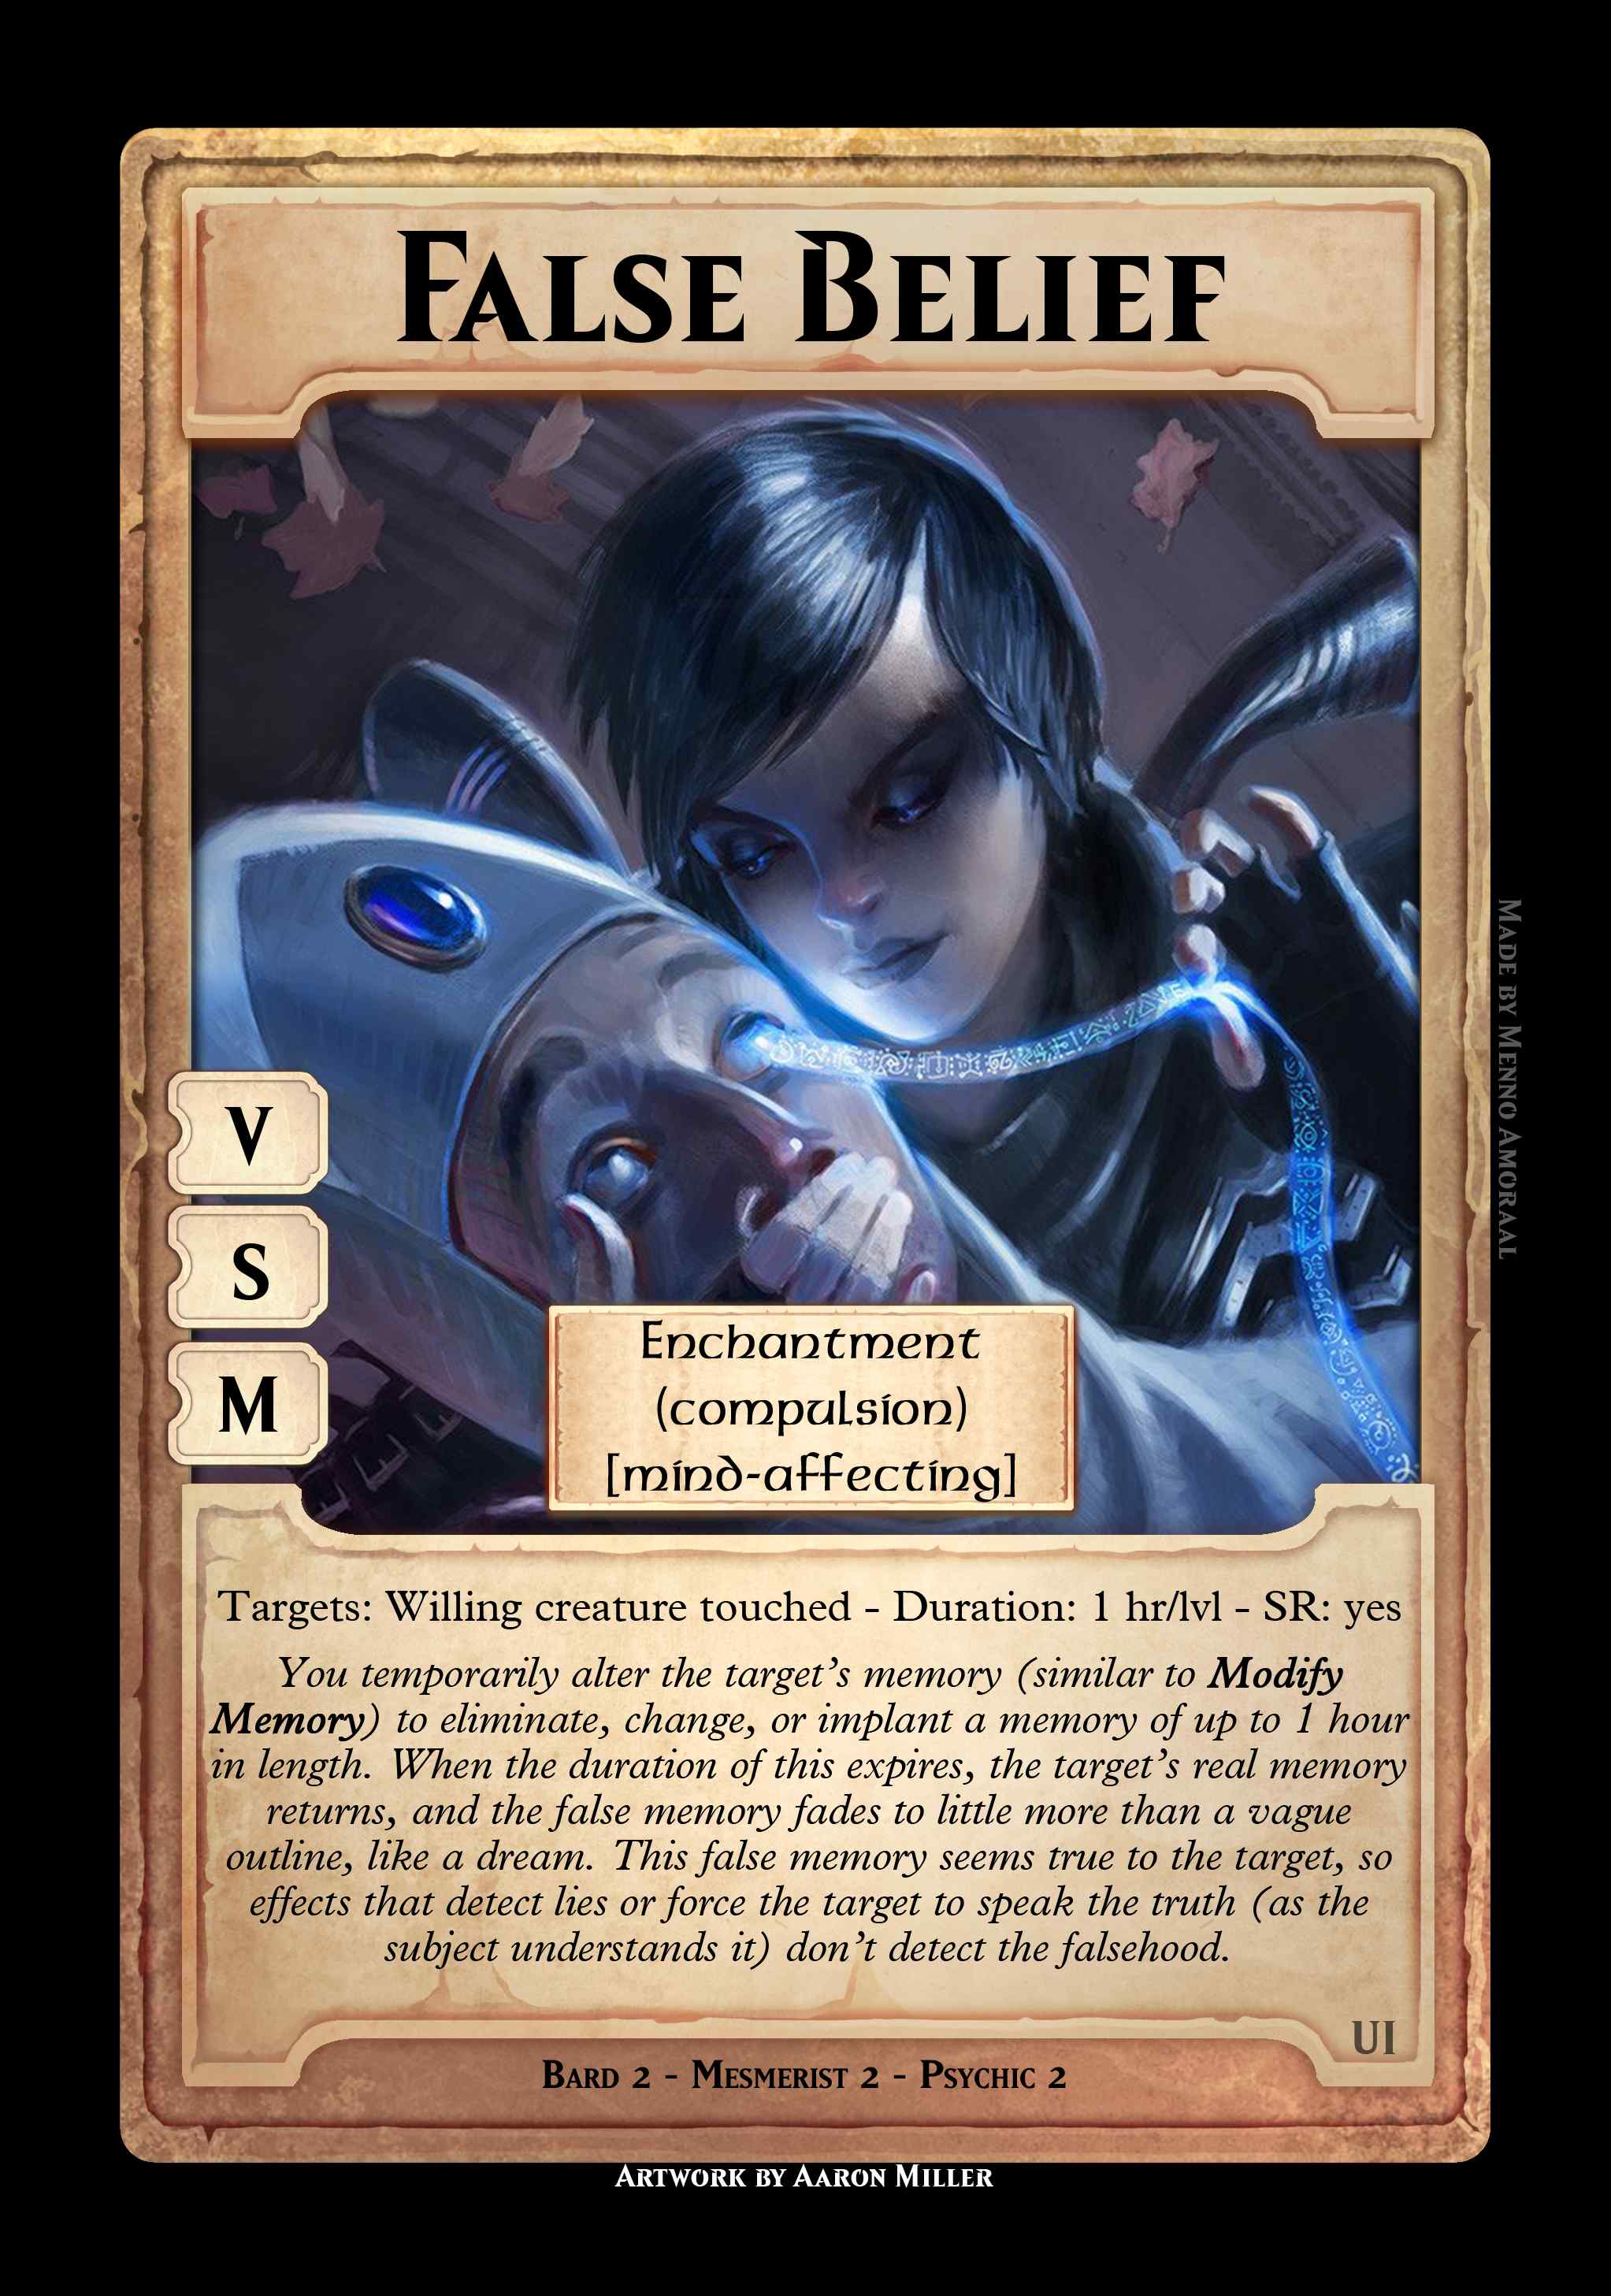 False Belief
V
S
M
Enchantment
(compulsion)
[mind-affecting]
Targets: Willing creature touched - Duration: 1 hr/lvl - SR: yes
You temporarily alter the target's memory (similar to Modify
Memory) to eliminate, change, or implant a memory of up to 1 hour
in length. When the duration of this expires, the target's real memory
returns, and the false memory fades to little more than a vague
outline, like a dream. This false memory seems true to the target, so
effects that detect lies or force the target to speak the truth (as the
subject understands it) don't detect the falsehood.
UI
Bard 2 - Mesmerist 2 - Psychic 2
Artwork by Aaron Miller
Made by Menno Amoraal